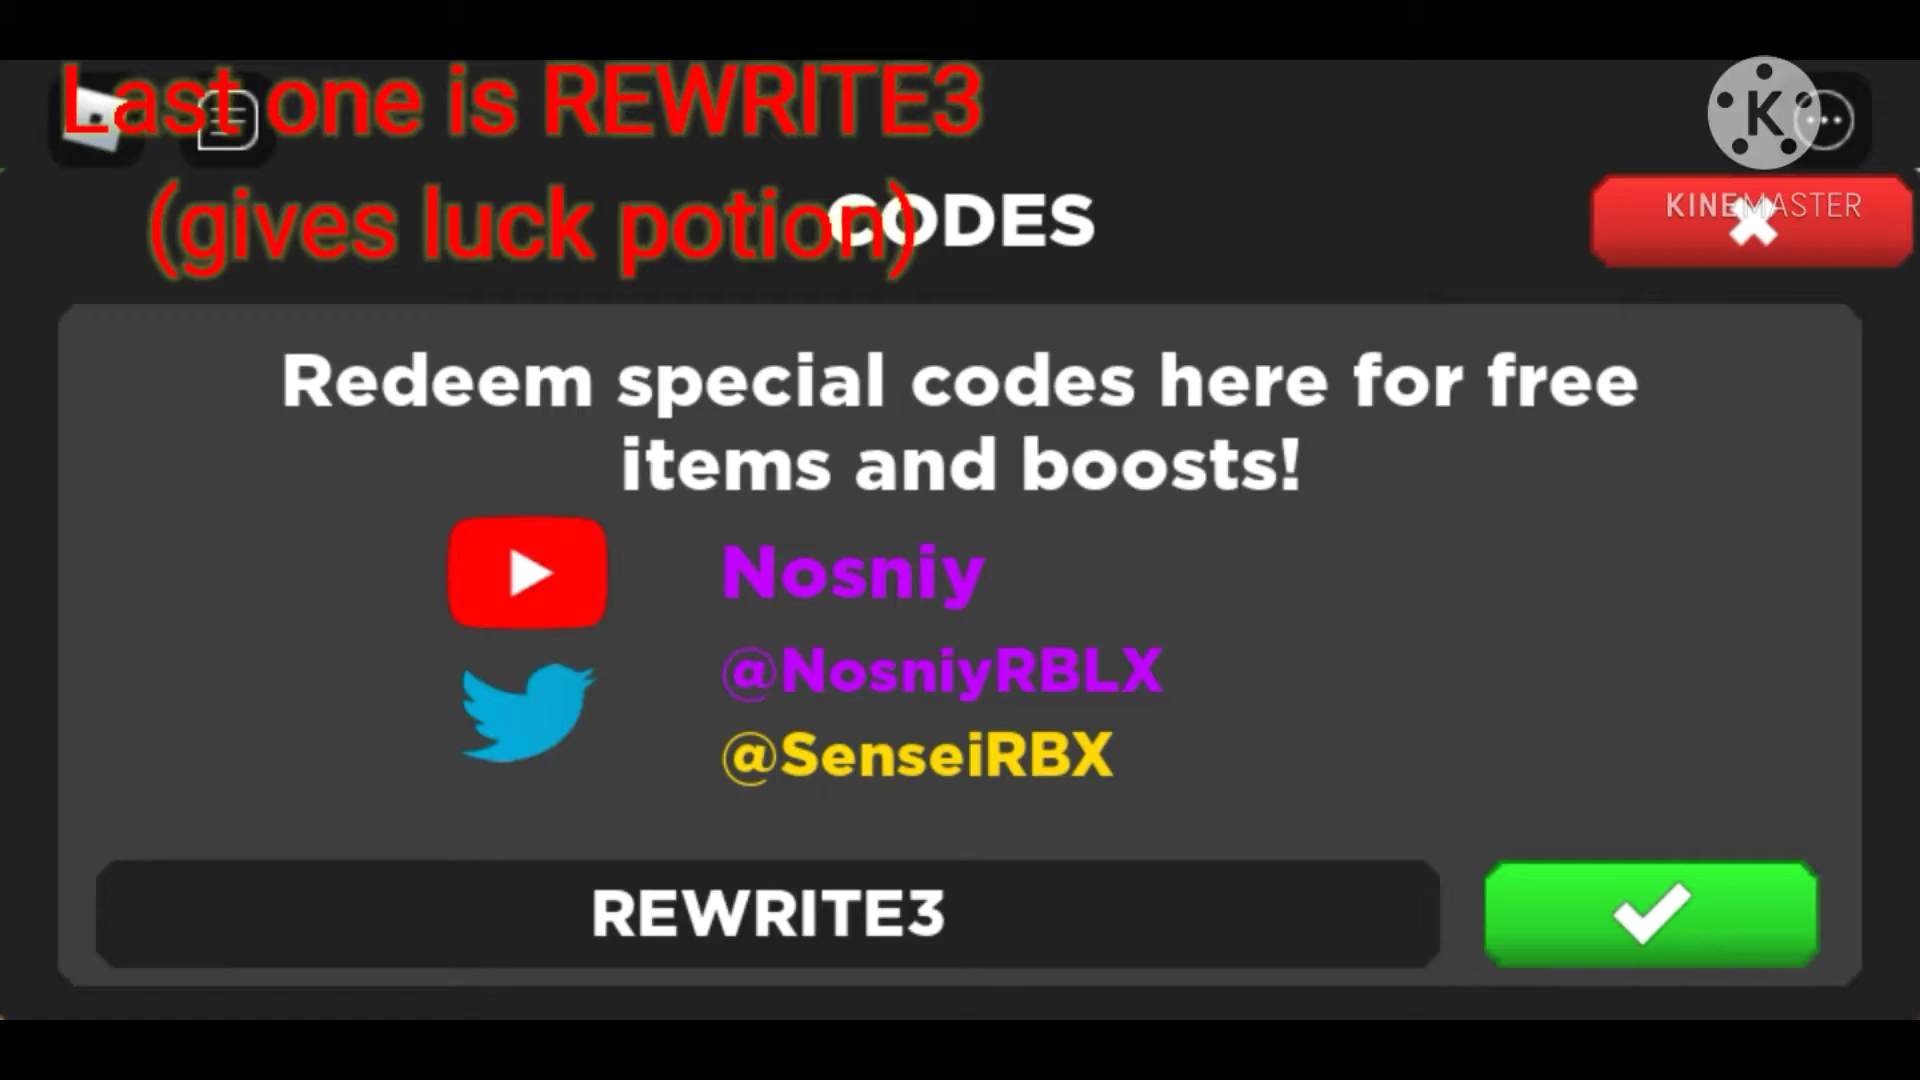 Last one is REWRITE3
(gives luck potion)
CODES
K
KINEMASTER
Redeem special codes here for free
items and boosts!
Nosniy
@NosniyRBLX
@SenseiRBX
REWRITE3